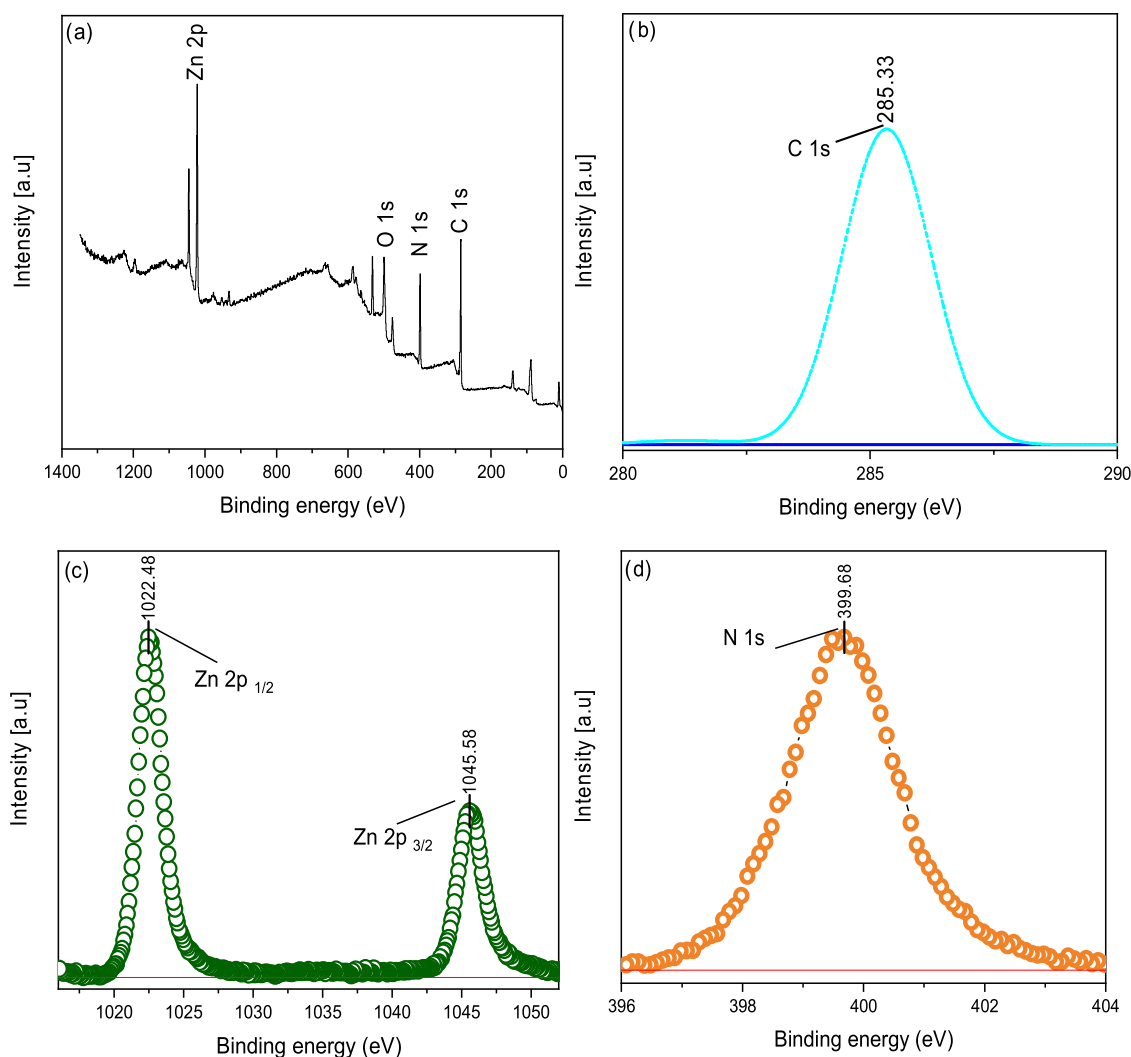 (a)
Zn 2p
O 1s
N 1s
C 1s
Intensity [a.u]
1400 1200 1000 800 600 400 200 0
Binding energy (eV)
(b)
285.33
C 1s
Intensity [a.u]
280 285 290
Binding energy (eV)
(c)
1022.48
Zn 2p 1/2
1045.58
Zn 2p 3/2
Intensity [a.u]
1020 1025 1030 1035 1040 1045 1050
Binding energy (eV)
(d)
399.68
N 1s
Intensity [a.u]
396 398 400 402 404
Binding energy (eV)